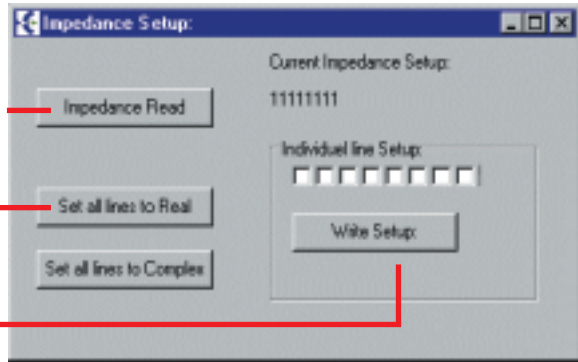 Impedance Setup:
Current Impedance Setup:
Impedance Read
11111111
Individuel line Setup:
Set all lines to Real
Write Setup:
Set all lines to Complex